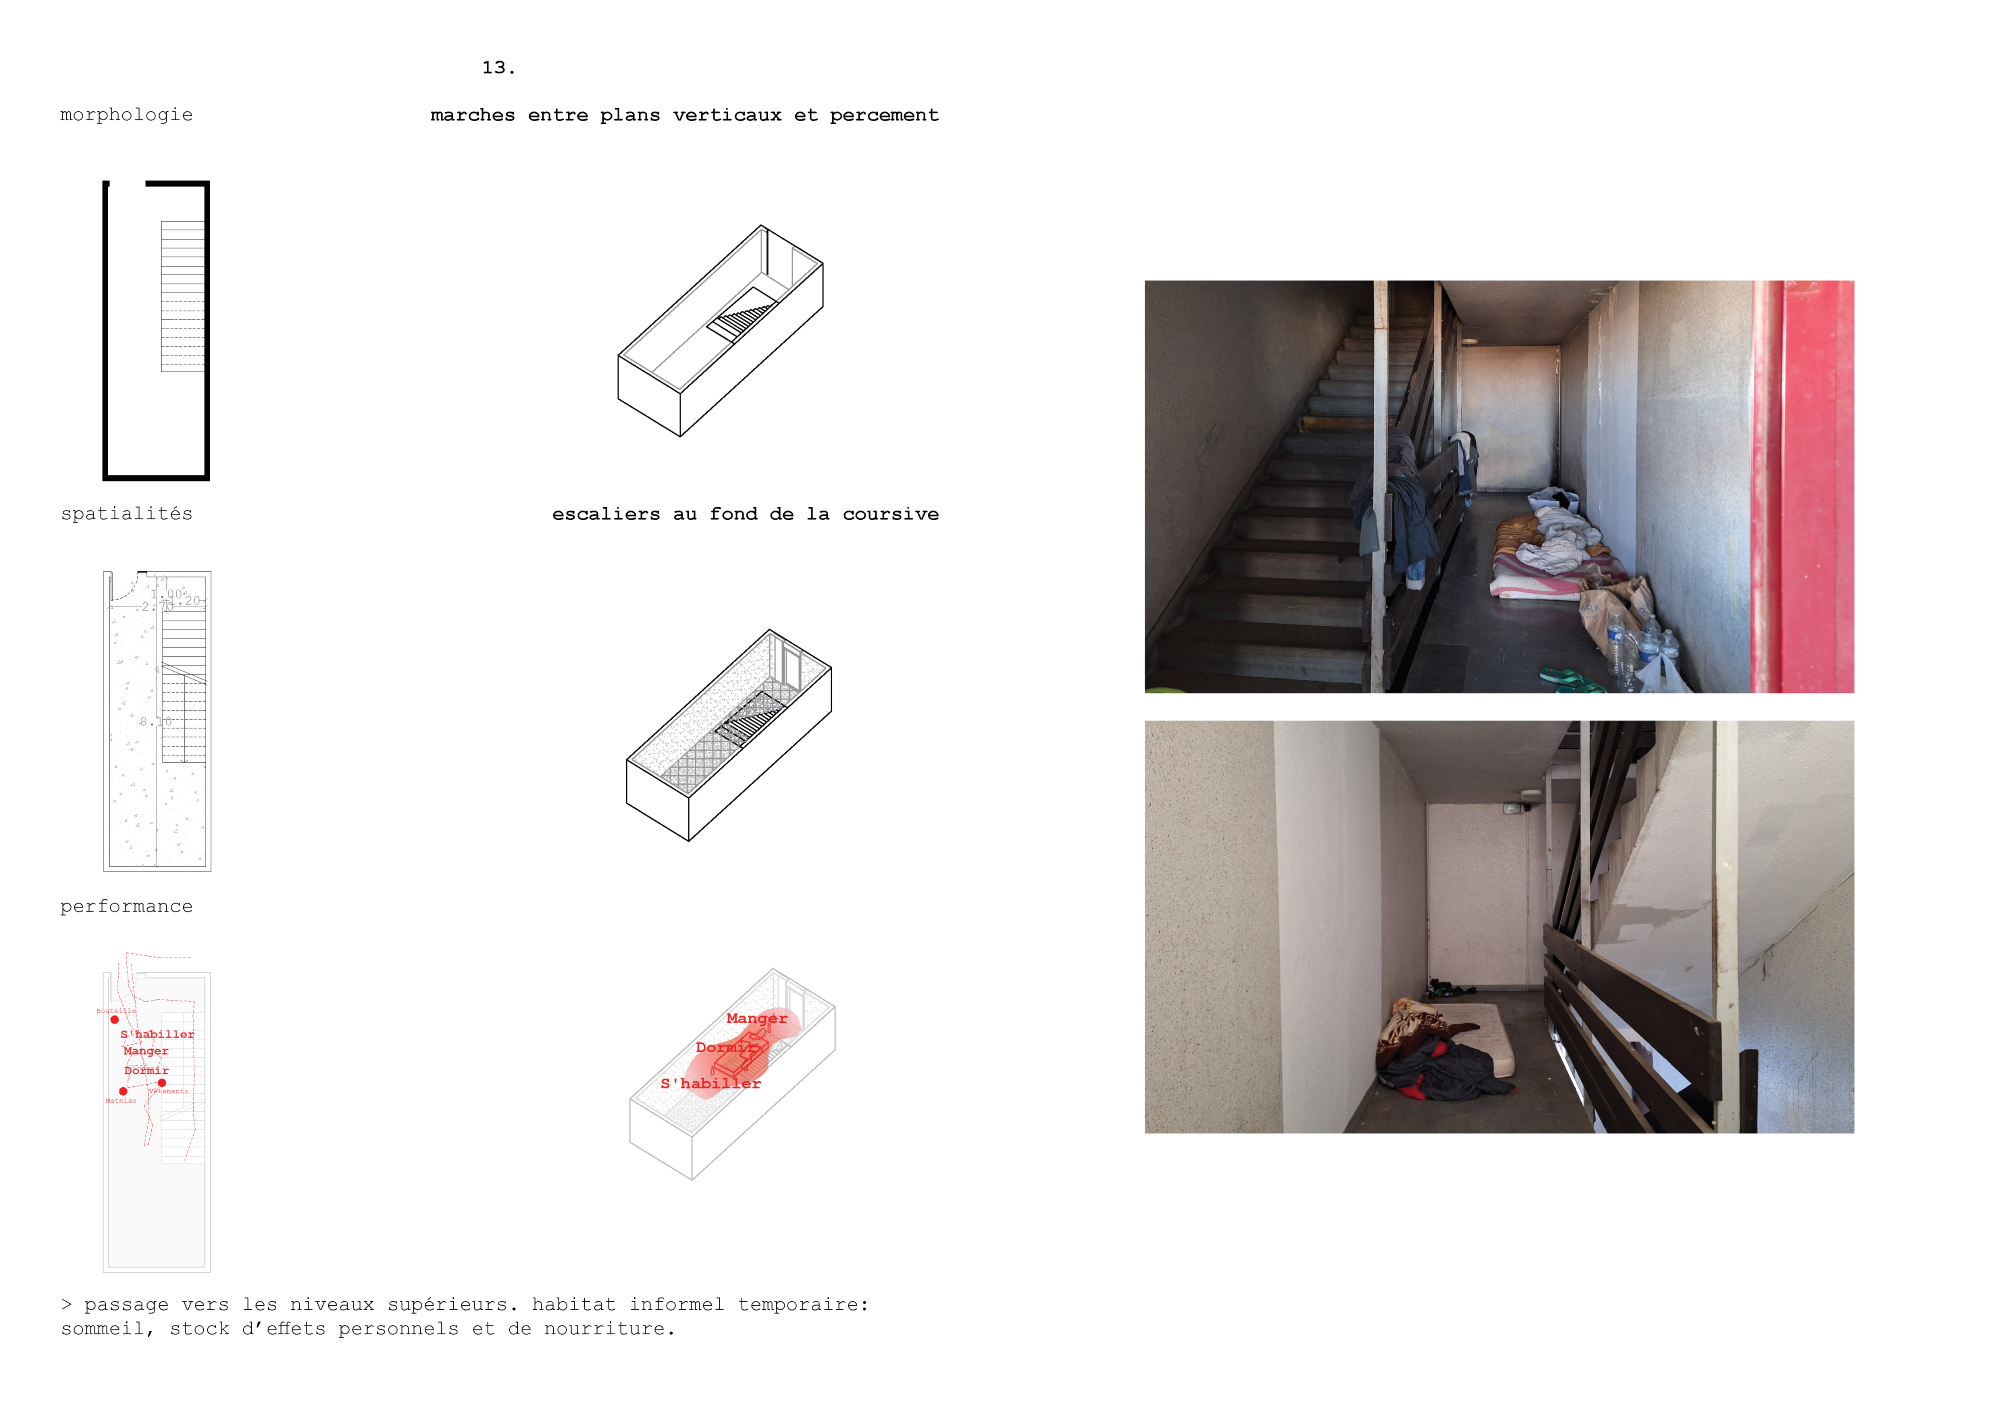 13.
morphologie
marches entre plans verticaux et percement
spatialités
escaliers au fond de la coursive
1.00
2.70
1.20
8.10
performance
Bouteille
S'habiller
Manger
Dormir
Vêtements
Matelas
Manger
Dormir
S'habiller
> passage vers les niveaux supérieurs. habitat informel temporaire:
sommeil, stock d’effets personnels et de nourriture.